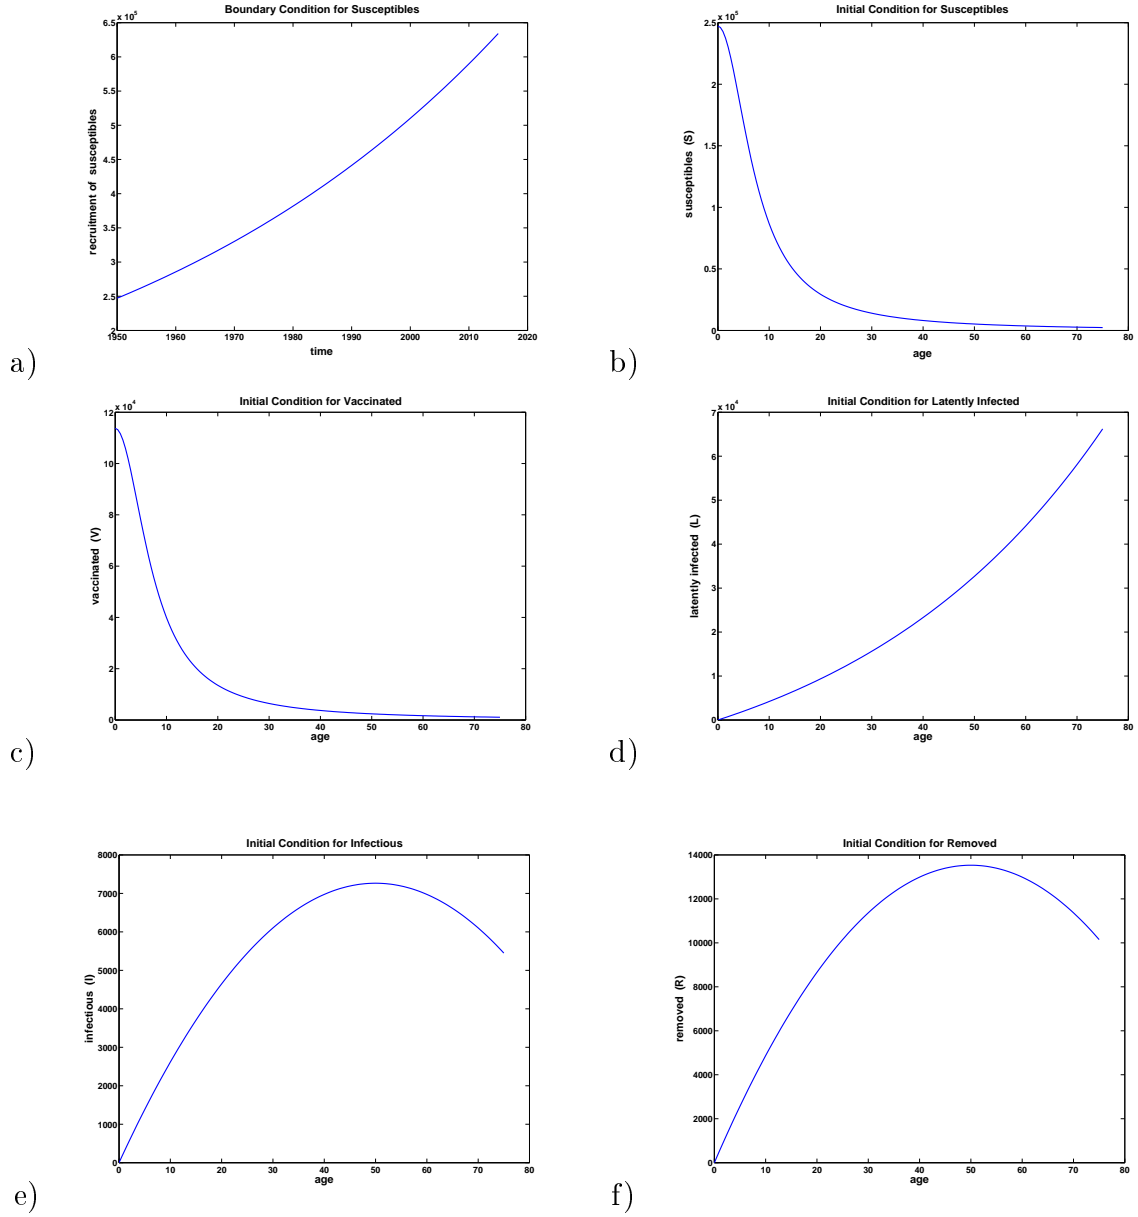 Boundary Condition for Susceptibles
x 10^5
6.5
6
5.5
5
4.5
4
3.5
3
2.5
2
recruitment of susceptibles
1950 1960 1970 1980 1990 2000 2010 2020
time
a)
Initial Condition for Susceptibles
x 10^5
2.5
2
1.5
1
0.5
0
susceptibles (S)
0 10 20 30 40 50 60 70 80
age
b)
Initial Condition for Vaccinated
x 10^4
12
10
8
6
4
2
0
vaccinated (V)
0 10 20 30 40 50 60 70 80
age
c)
Initial Condition for Latently Infected
x 10^4
7
6
5
4
3
2
1
0
latently infected (L)
0 10 20 30 40 50 60 70 80
age
d)
Initial Condition for Infectious
8000
7000
6000
5000
4000
3000
2000
1000
0
infectious (I)
0 10 20 30 40 50 60 70 80
age
e)
Initial Condition for Removed
14000
12000
10000
8000
6000
4000
2000
0
removed (R)
0 10 20 30 40 50 60 70 80
age
f)